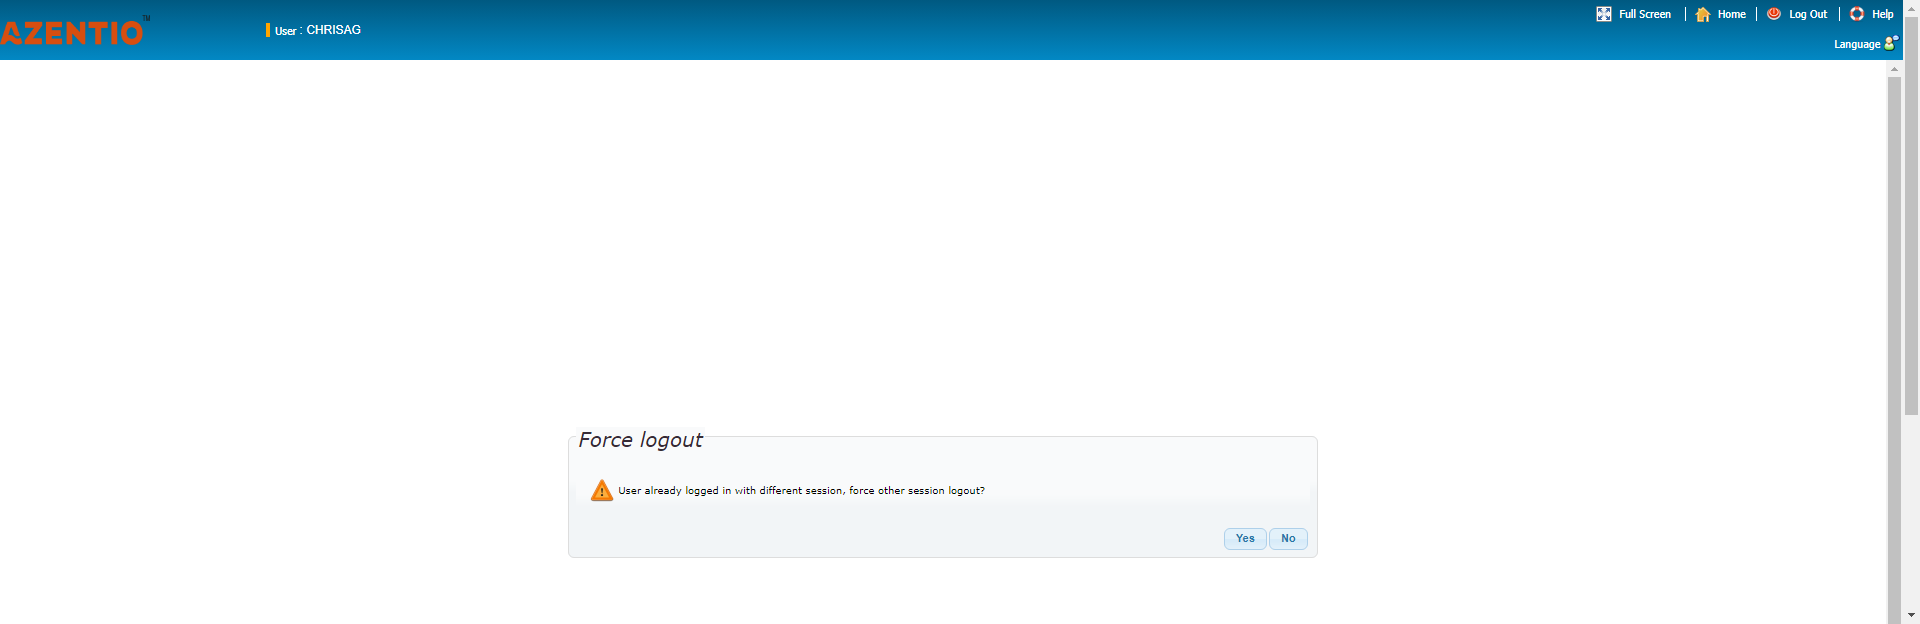 AZENTIO™
User : CHRISAG
Full Screen
Home
Log Out
Help
Language
Force logout
User already logged in with different session, force other session logout?
Yes
No